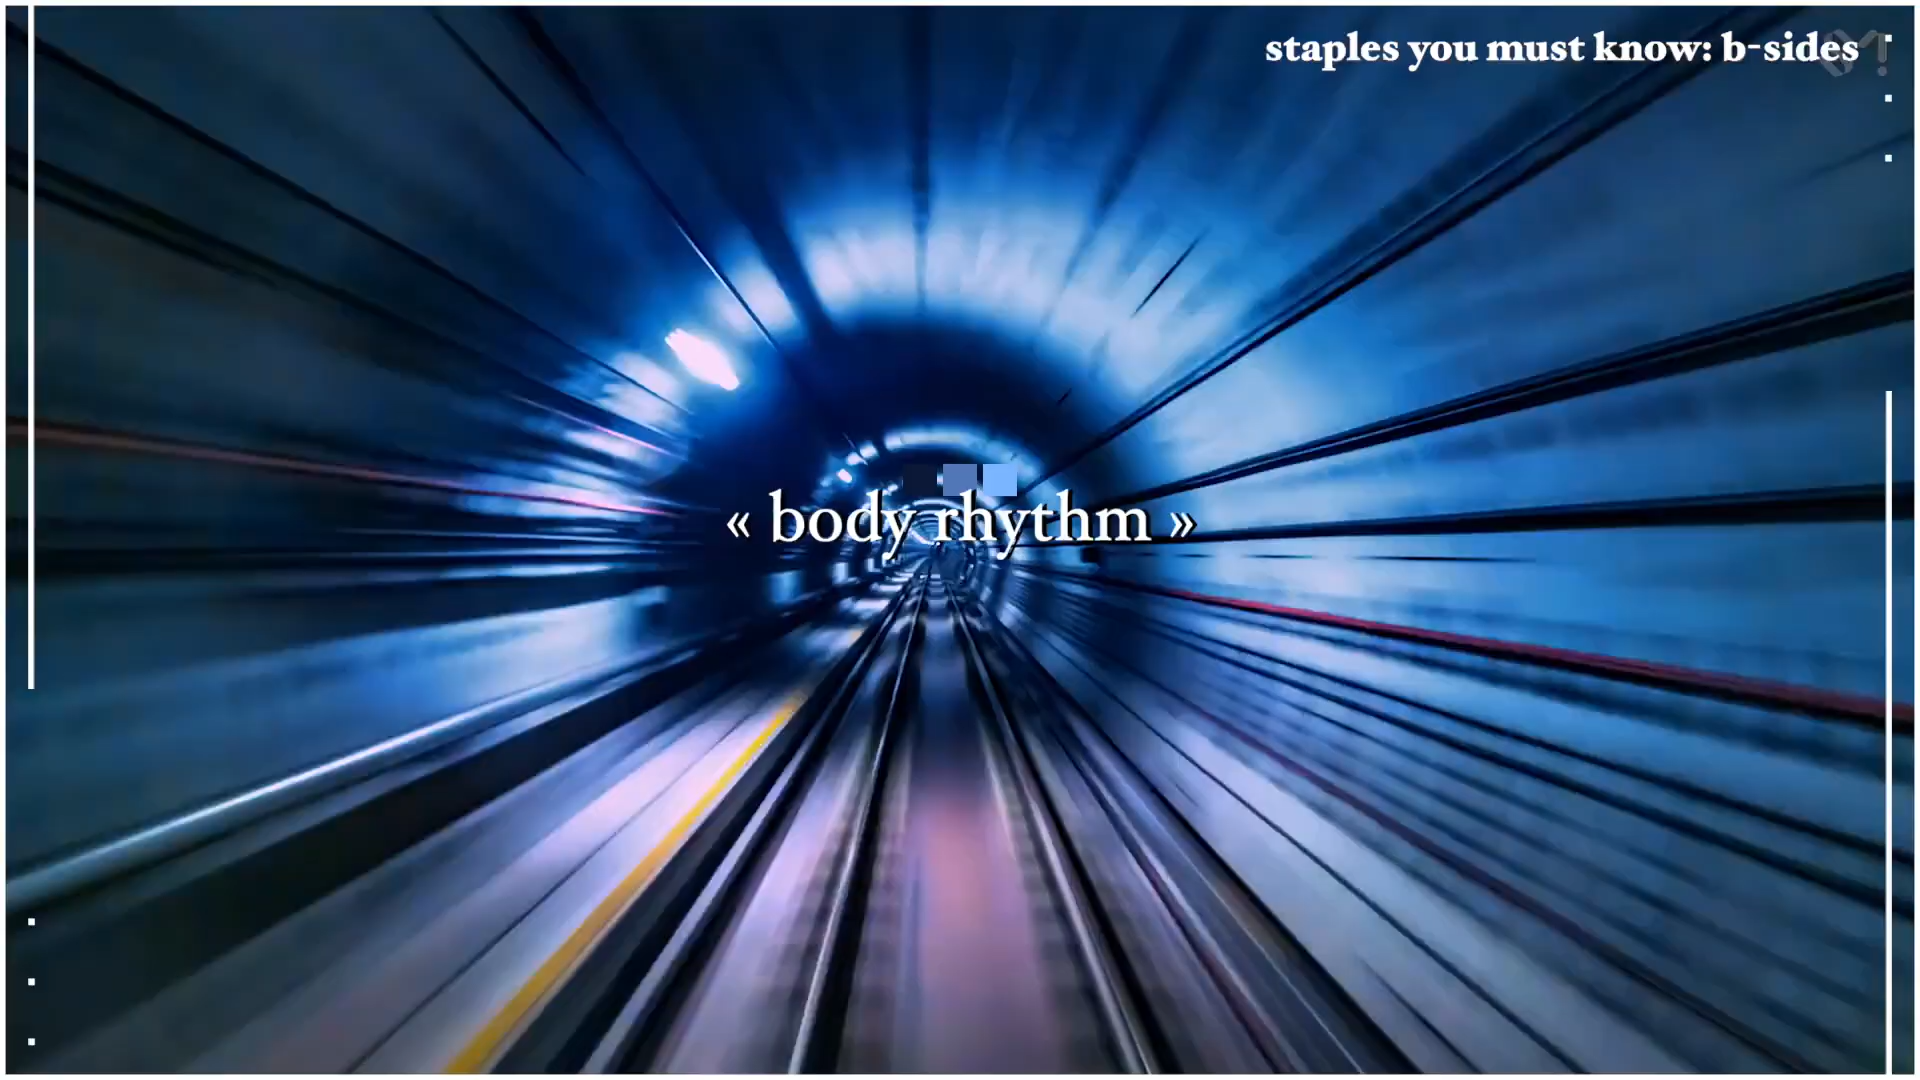 staples you must know: b-sides
« body rhythm »